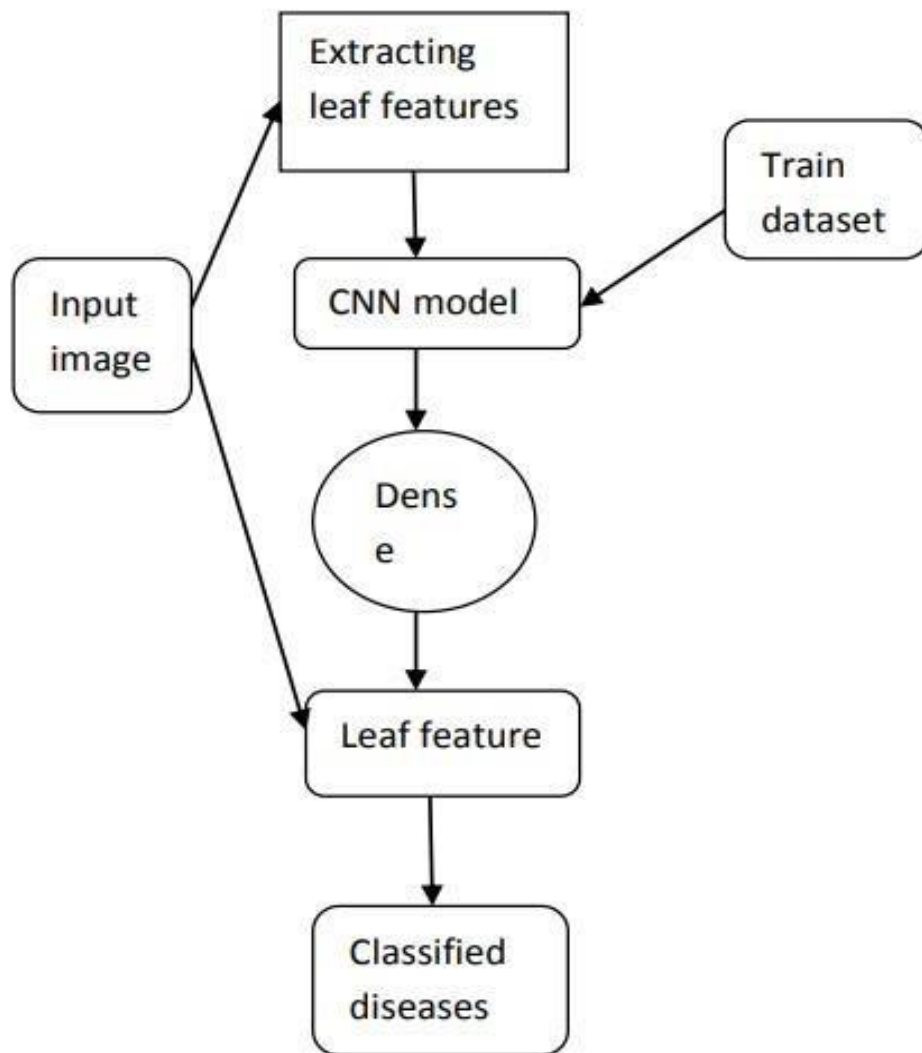 Extracting
leaf features
Train
dataset
Input
image
CNN model
Dens
e
Leaf feature
Classified
diseases